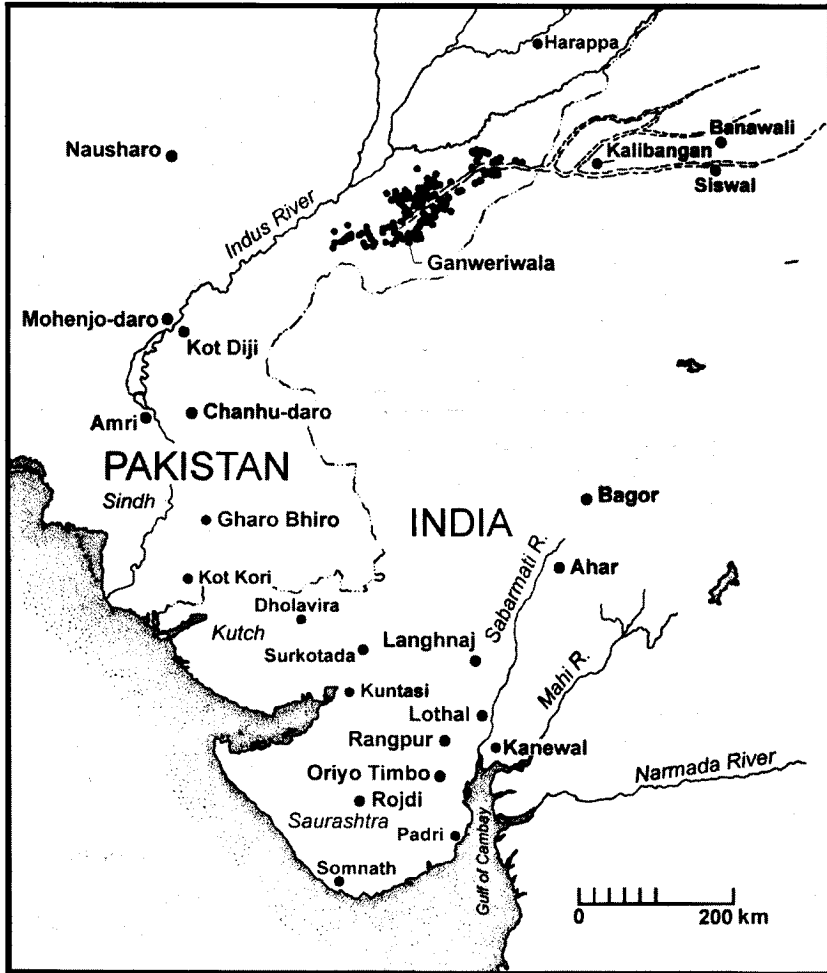 Harappa
Banawali
Nausharo
Kalibangan
Siswal
Indus River
Ganweriwala
Mohenjo-daro
Kot Diji
Chanhu-daro
Amri
PAKISTAN
Sindh
Bagor
Gharo Bhiro
INDIA
Sabarmati R.
Ahar
Kot Kori
Dholavira
Kutch
Langhnaj
Surkotada
Mahi R.
Kuntasi
Lothal
Rangpur
Kanewal
Oriyo Timbo
Narmada River
Rojdi
Saurashtra
Padri
Gulf of Cambay
Somnath
0 200 km